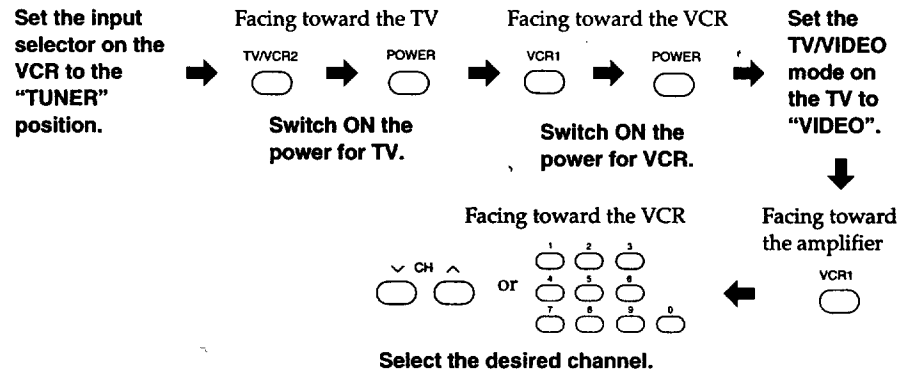 Set the input
selector on the
VCR to the
"TUNER"
position.
Facing toward the TV
TV/VCR2
POWER
Switch ON the
power for TV.
Facing toward the VCR
VCR1
POWER
Switch ON the
power for VCR.
Set the
TV/VIDEO
mode on
the TV to
"VIDEO".
Facing toward
the amplifier
VCR1
Facing toward the VCR
CH
or
1 2 3
4 5 6
7 8 9 0
Select the desired channel.